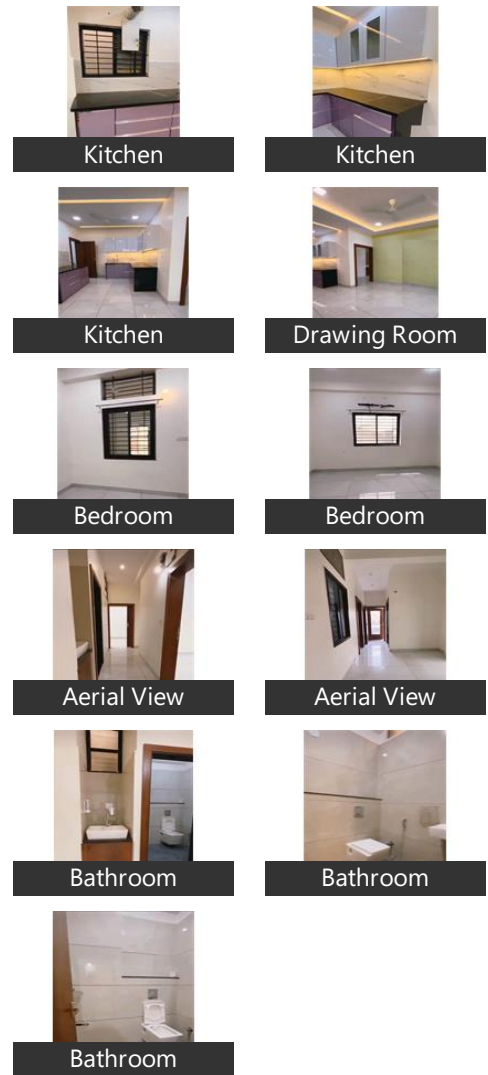 Kitchen
Kitchen
Kitchen
Drawing Room
Bedroom
Bedroom
Aerial View
Aerial View
Bathroom
Bathroom
Bathroom